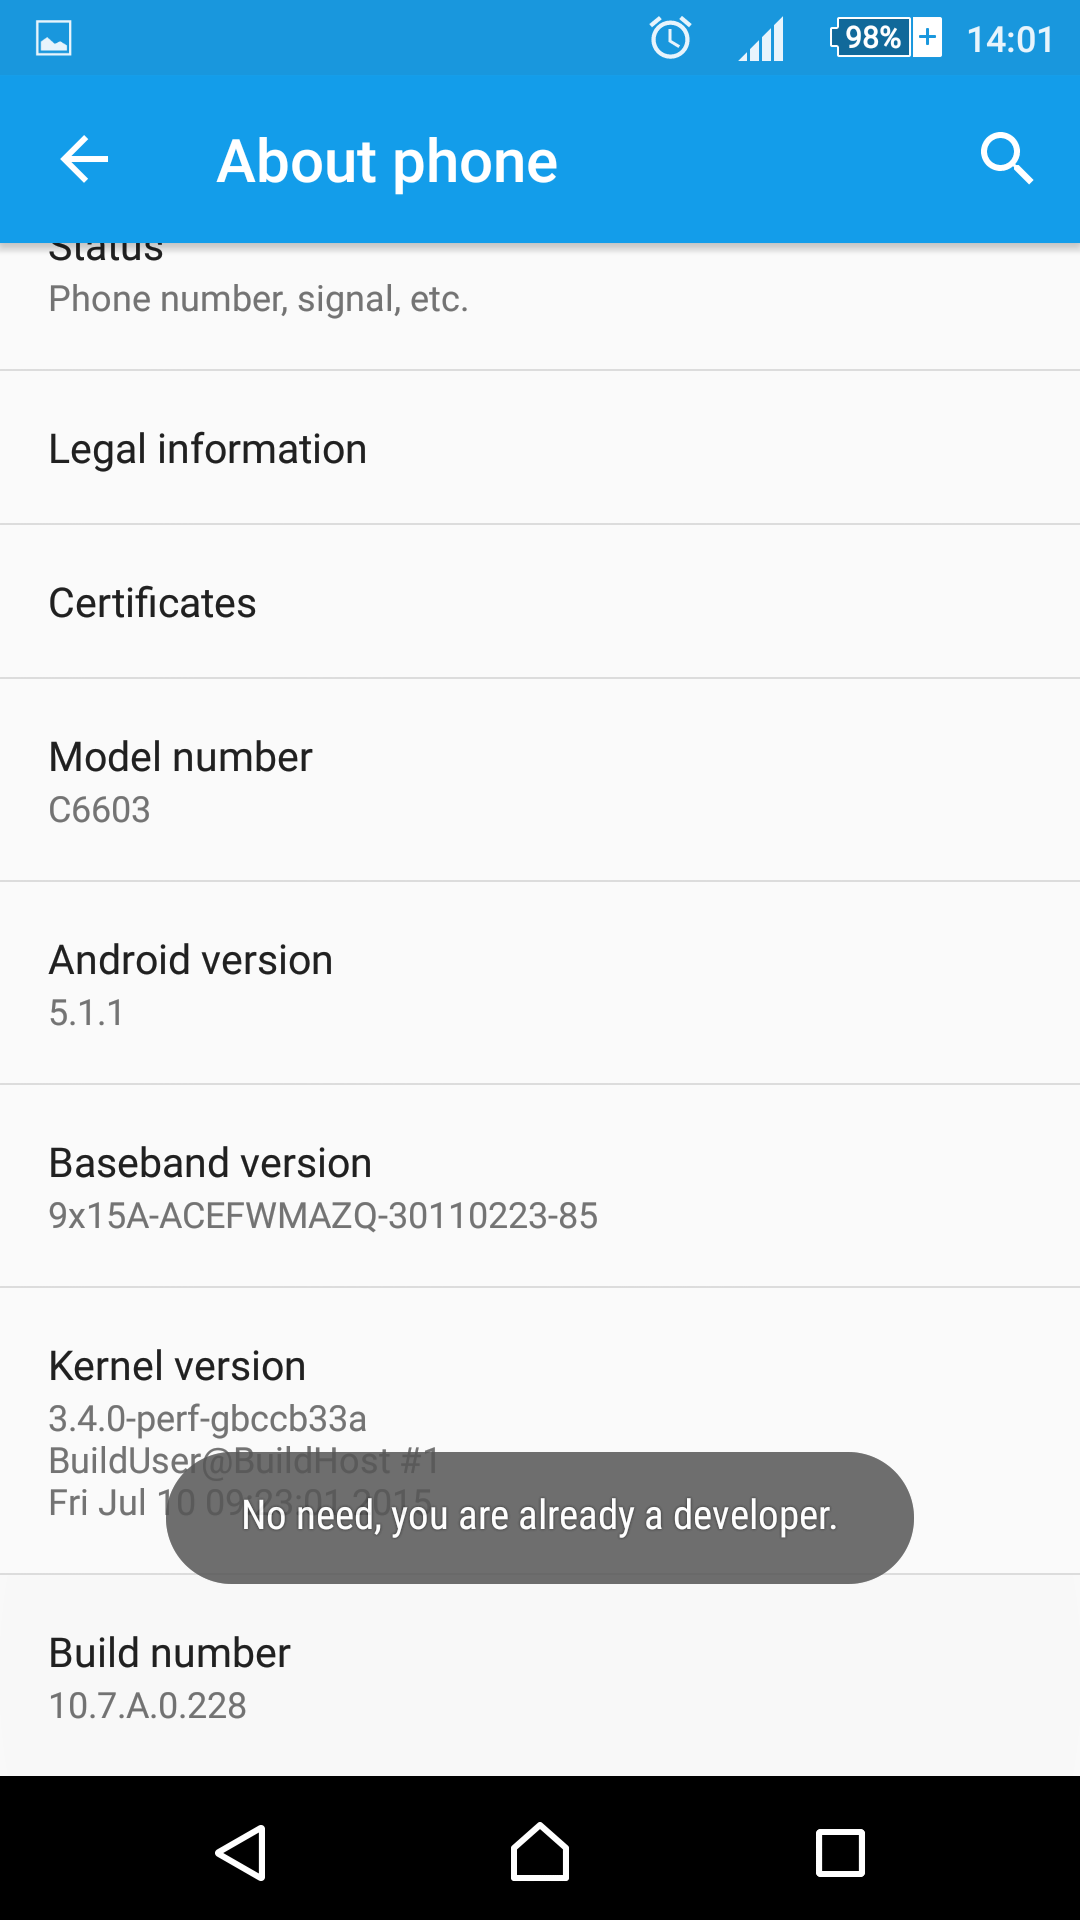 98%
14:01
About phone
Status
Phone number, signal, etc.
Legal information
Certificates
Model number
C6603
Android version
5.1.1
Baseband version
9x15A-ACEFWMAZQ-30110223-85
Kernel version
3.4.0-perf-gbccb33a
BuildUser@BuildHost #1
Fri Jul 10 09:23:01 2015
No need, you are already a developer.
Build number
10.7.A.0.228